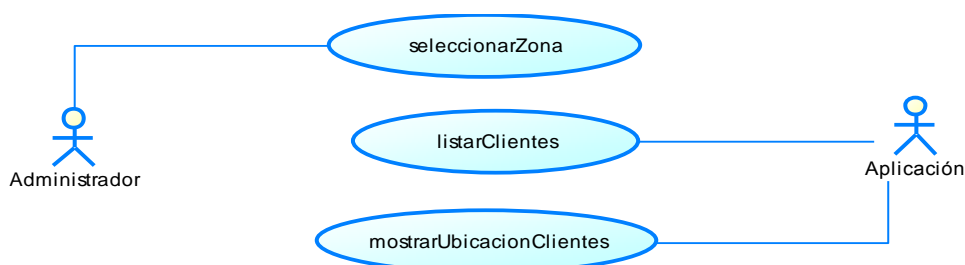 seleccionarZona
listarClientes
Administrador
Aplicación
mostrarUbicacionClientes